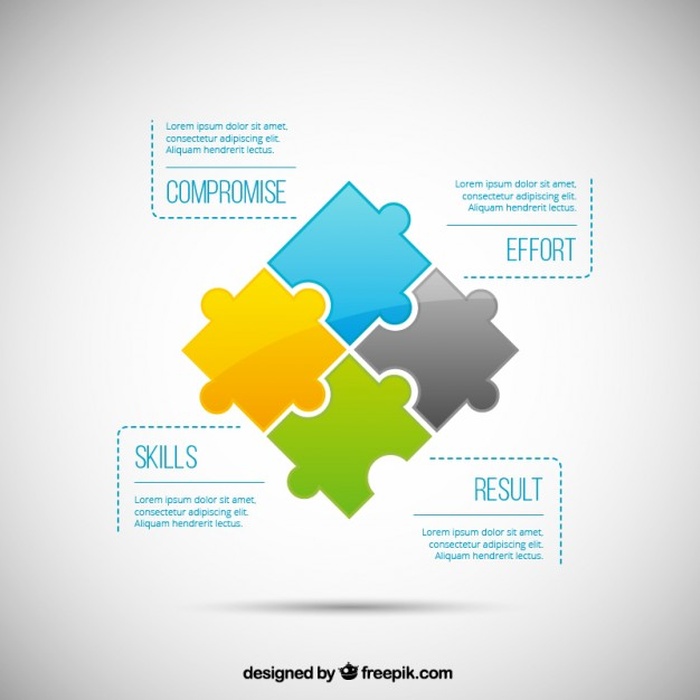 Lorem ipsum dolor sit amet,
consectetur adipiscing elit.
Aliquam hendrerit lectus.
COMPROMISE
Lorem ipsum dolor sit amet,
consectetur adipiscing elit.
Aliquam hendrerit lectus.
EFFORT
SKILLS
Lorem ipsum dolor sit amet,
consectetur adipiscing elit.
Aliquam hendrerit lectus.
RESULT
Lorem ipsum dolor sit amet,
consectetur adipiscing elit.
Aliquam hendrerit lectus.
designed by freepik.com